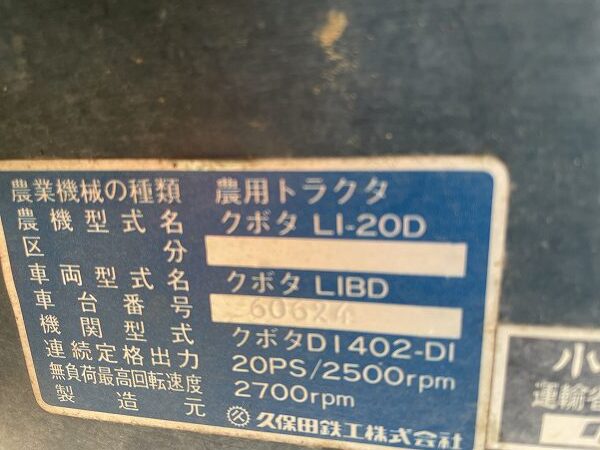 農業機械の種類 農用トラクタ
農機型式名 クボタ L1-20D
区分
車両型式名 クボタ L1BD
車台番号
機関型式 クボタD1402-D1
連続定格出力 20PS/2500rpm
無負荷最高回転速度 2700rpm
製造元 久保田鉄工株式会社
小
運輸省